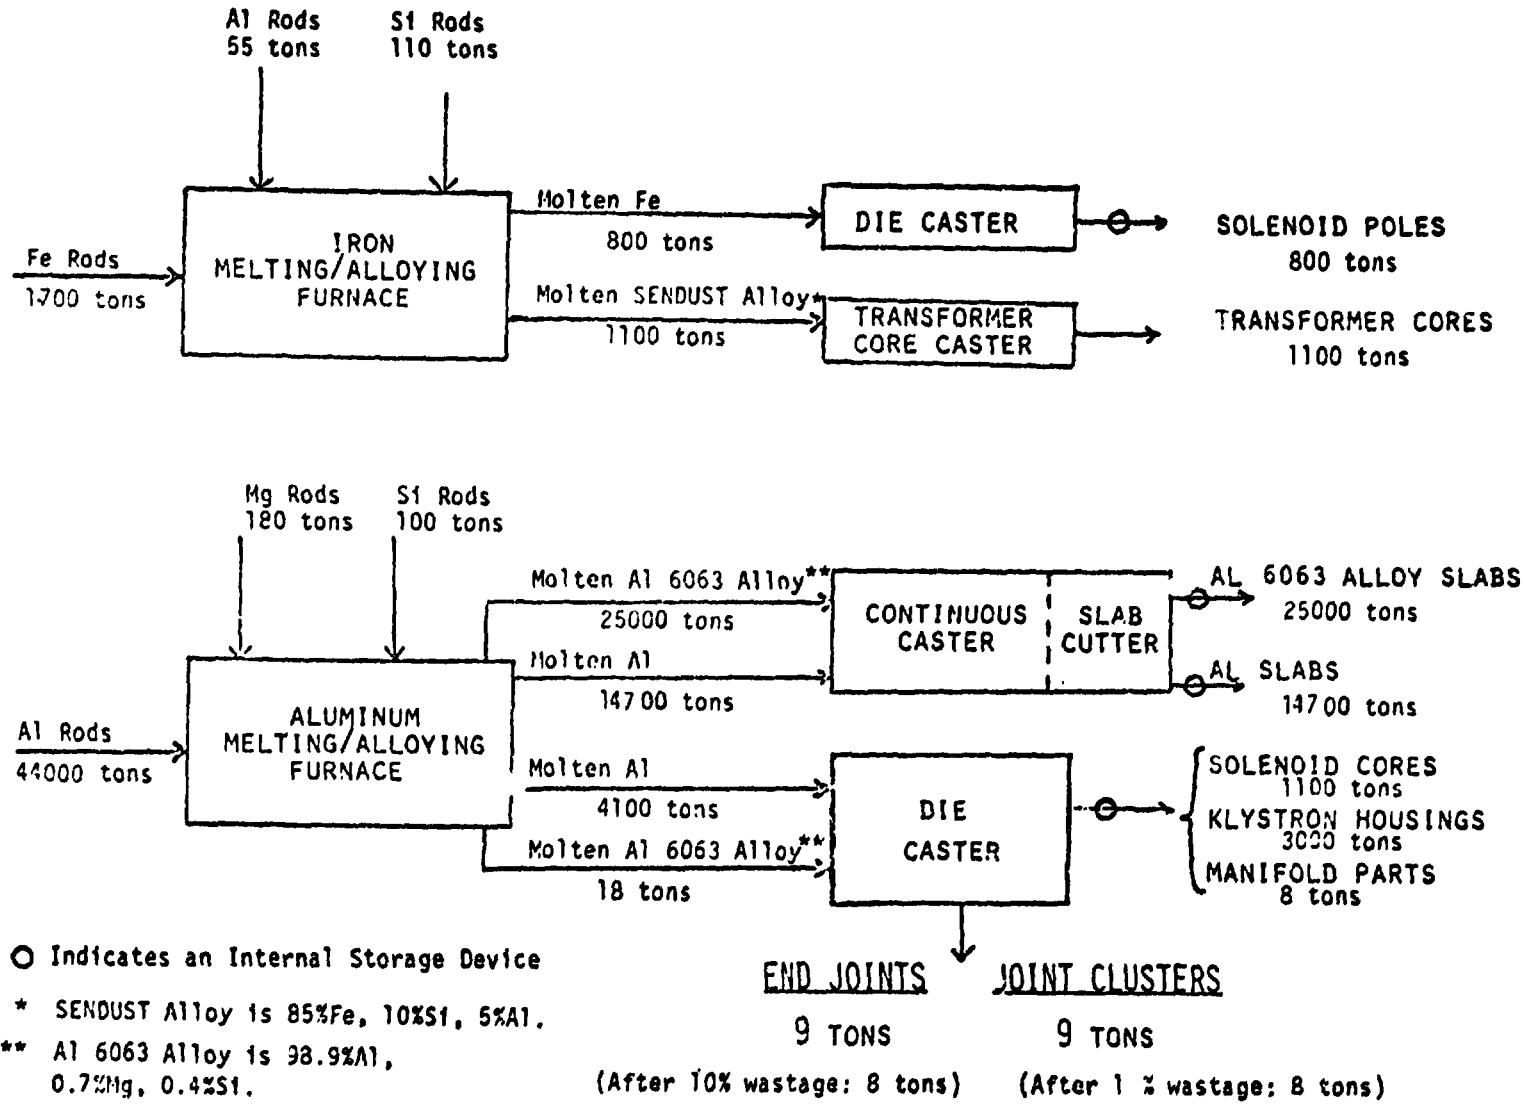 Al Rods
55 tons
Si Rods
110 tons
Fe Rods
1700 tons
IRON
MELTING/ALLOYING
FURNACE
Molten Fe
800 tons
Molten SENDUST Alloy*
1100 tons
DIE CASTER
TRANSFORMER
CORE CASTER
SOLENOID POLES
800 tons
TRANSFORMER CORES
1100 tons
Mg Rods
180 tons
Si Rods
100 tons
Al Rods
44000 tons
ALUMINUM
MELTING/ALLOYING
FURNACE
Molten Al 6063 Alloy**
25000 tons
Molten Al
14700 tons
Molten Al
4100 tons
Molten Al 6063 Alloy**
18 tons
CONTINUOUS
CASTER
SLAB
CUTTER
AL 6063 ALLOY SLABS
25000 tons
AL SLABS
14700 tons
DIE
CASTER
SOLENOID CORES
1100 tons
KLYSTRON HOUSINGS
3000 tons
MANIFOLD PARTS
8 tons
END JOINTS
9 TONS
(After 10% wastage: 8 tons)
JOINT CLUSTERS
9 TONS
(After 1 % wastage: 8 tons)
O Indicates an Internal Storage Device
* SENDUST Alloy is 85%Fe, 10%Si, 5%Al.
** Al 6063 Alloy is 98.9%Al,
0.7%Mg, 0.4%Si.